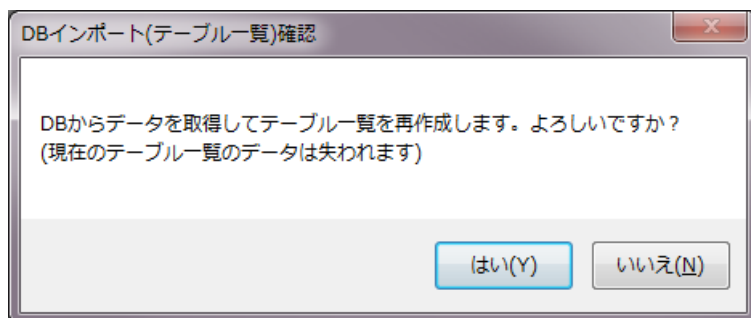 DBインポート(テーブル一覧)確認
DBからデータを取得してテーブル一覧を再作成します。よろしいですか？
(現在のテーブル一覧のデータは失われます)
はい(Y)
いいえ(N)